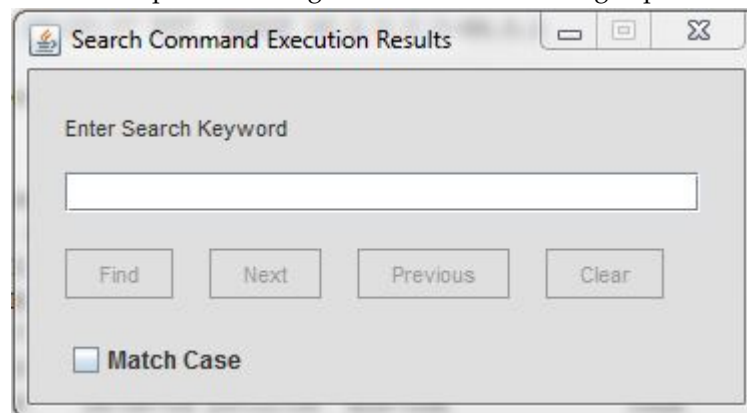 Search Command Execution Results
Enter Search Keyword
Find Next Previous Clear
Match Case